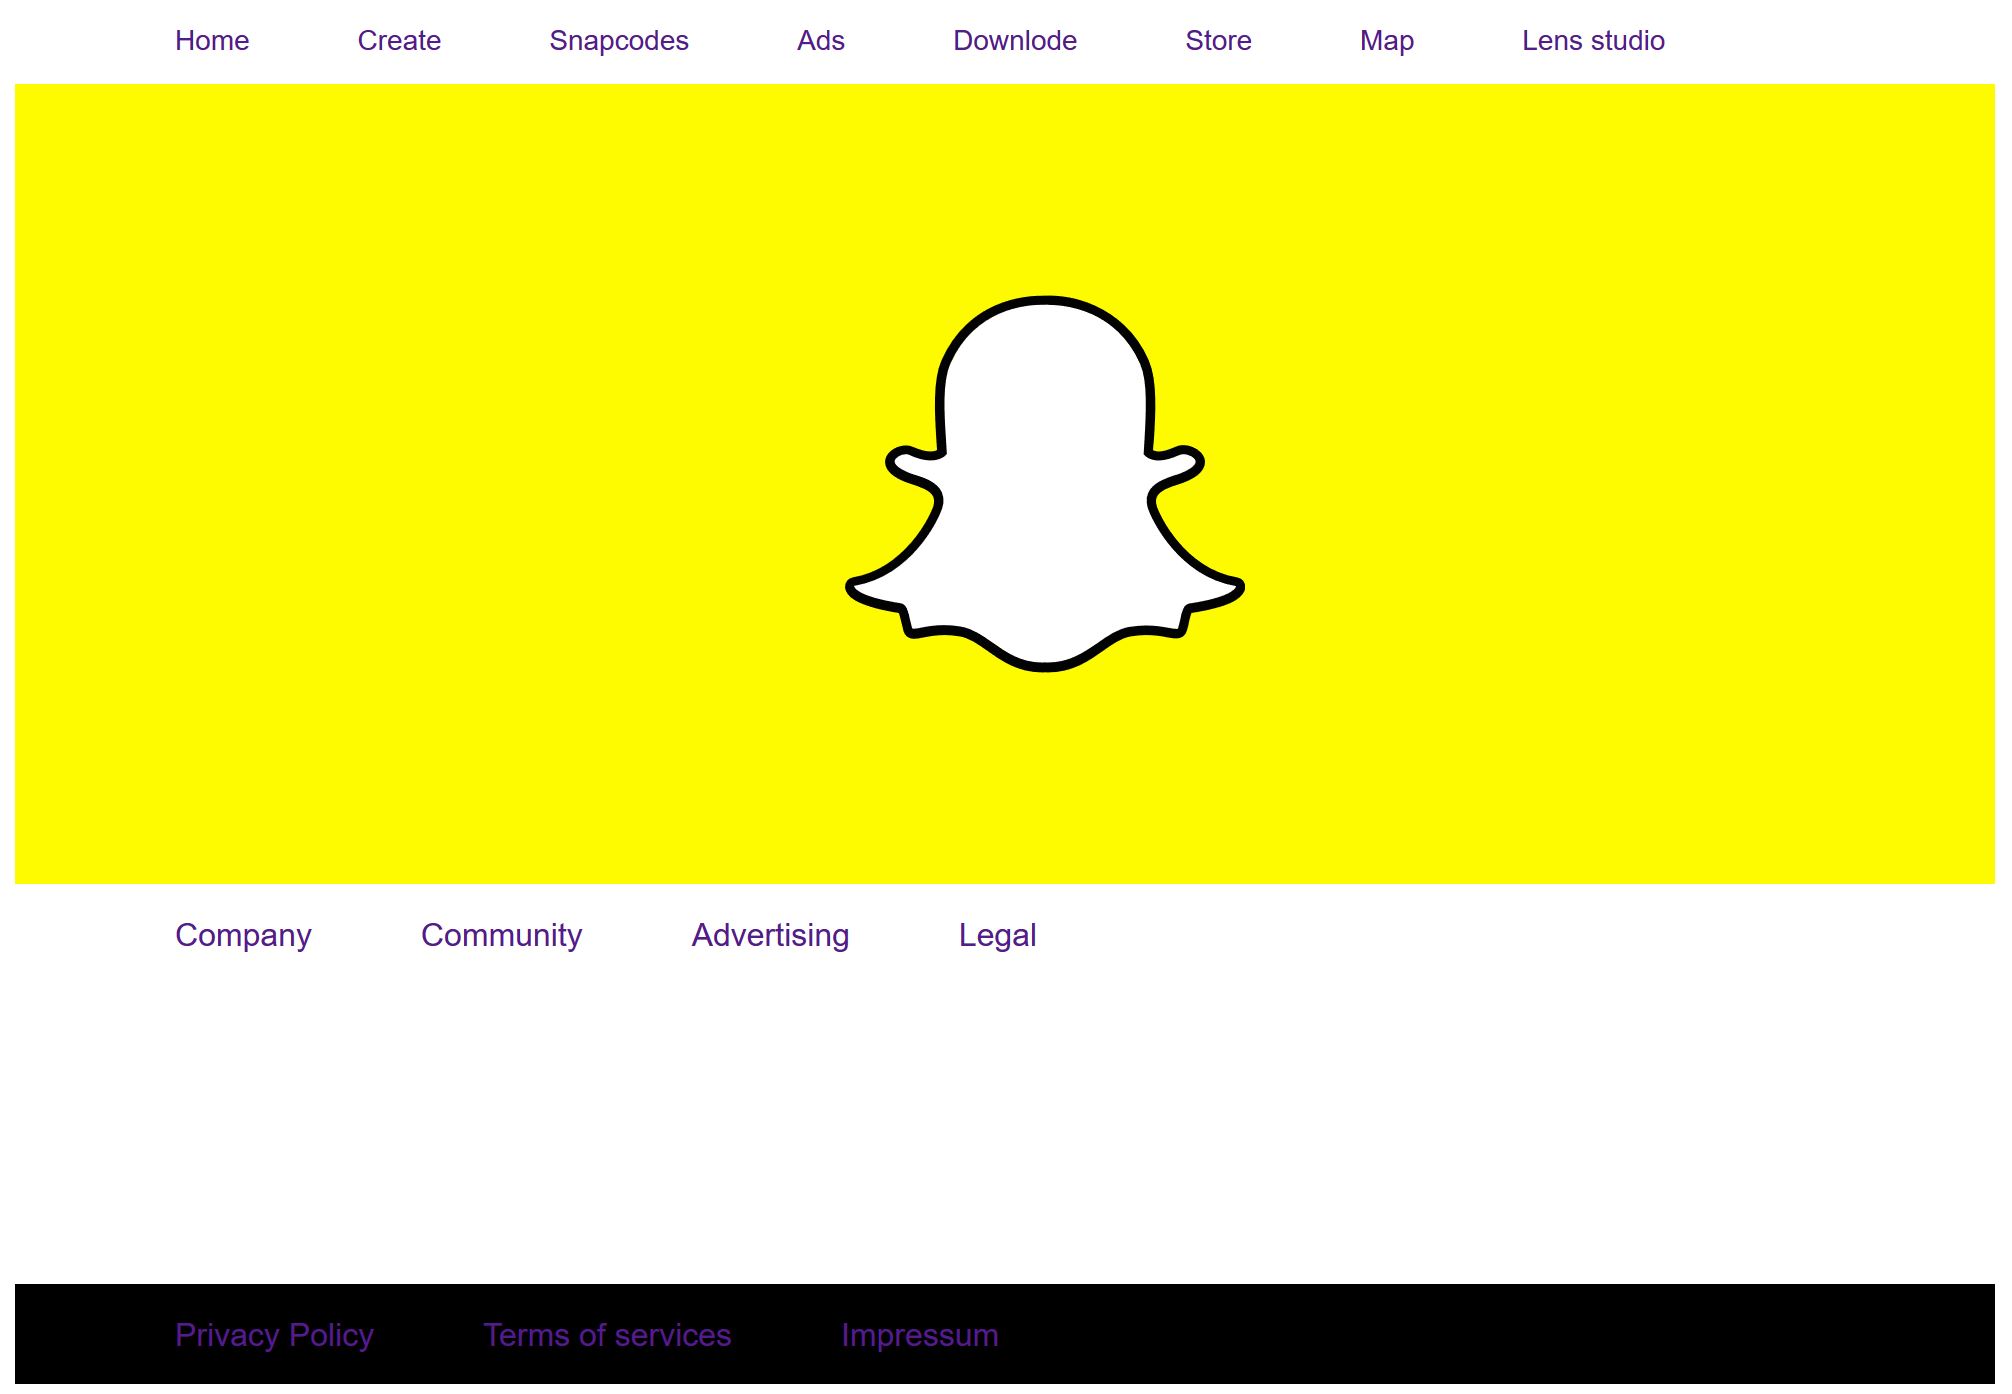 Home Create Snapcodes Ads Downlode Store Map Lens studio
Company Community Advertising Legal
Privacy Policy Terms of services Impressum